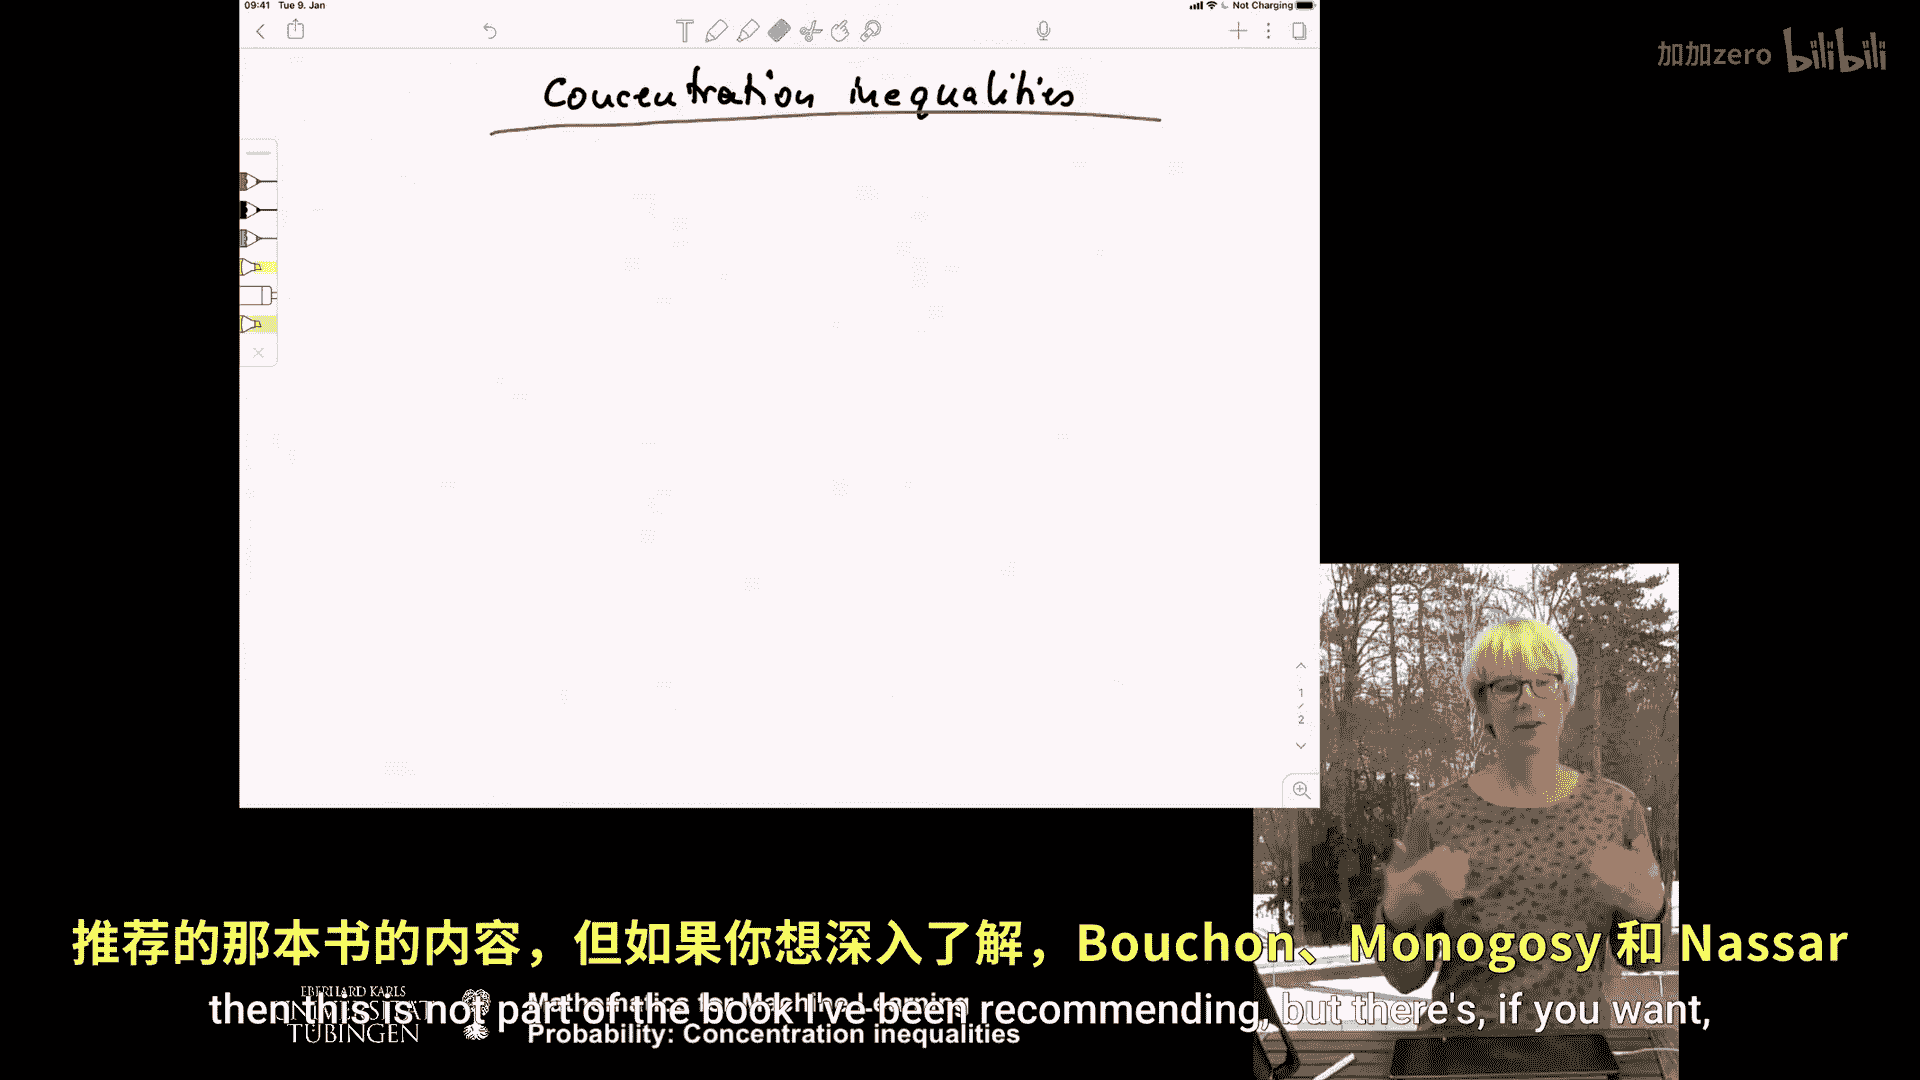 09:41 Tue 9. Jan
Not Charging
加加zero bilibili
Concentration inequalities
1
2
推荐的那本书的内容，但如果你想深入了解，Bouchon、Monogosy 和 Nassar
then this is not part of the book I've been recommending, but there's, if you want,
EBERHARD KARLS
UNIVERSITÄT
TÜBINGEN
Mathematics for Machine Learning
Probability: Concentration inequalities